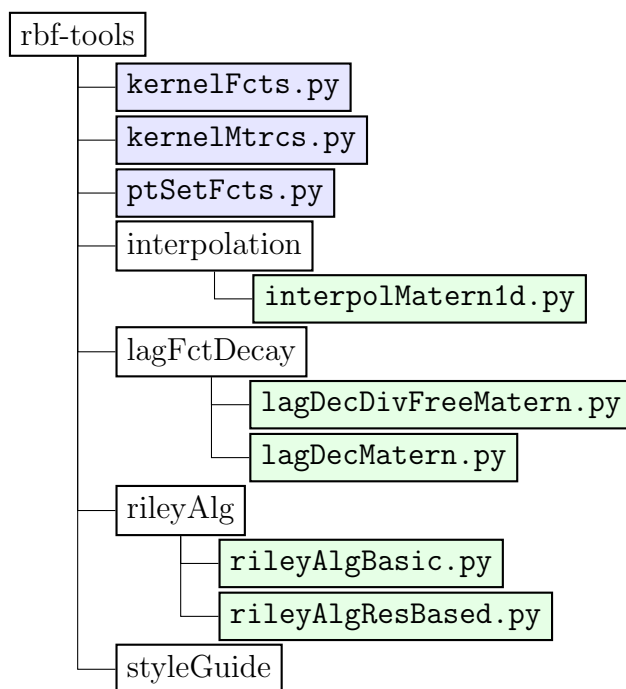 rbf-tools
kernelFcts.py
kernelMtrcs.py
ptSetFcts.py
interpolation
interpolMatern1d.py
lagFctDecay
lagDecDivFreeMatern.py
lagDecMatern.py
rileyAlg
rileyAlgBasic.py
rileyAlgResBased.py
styleGuide